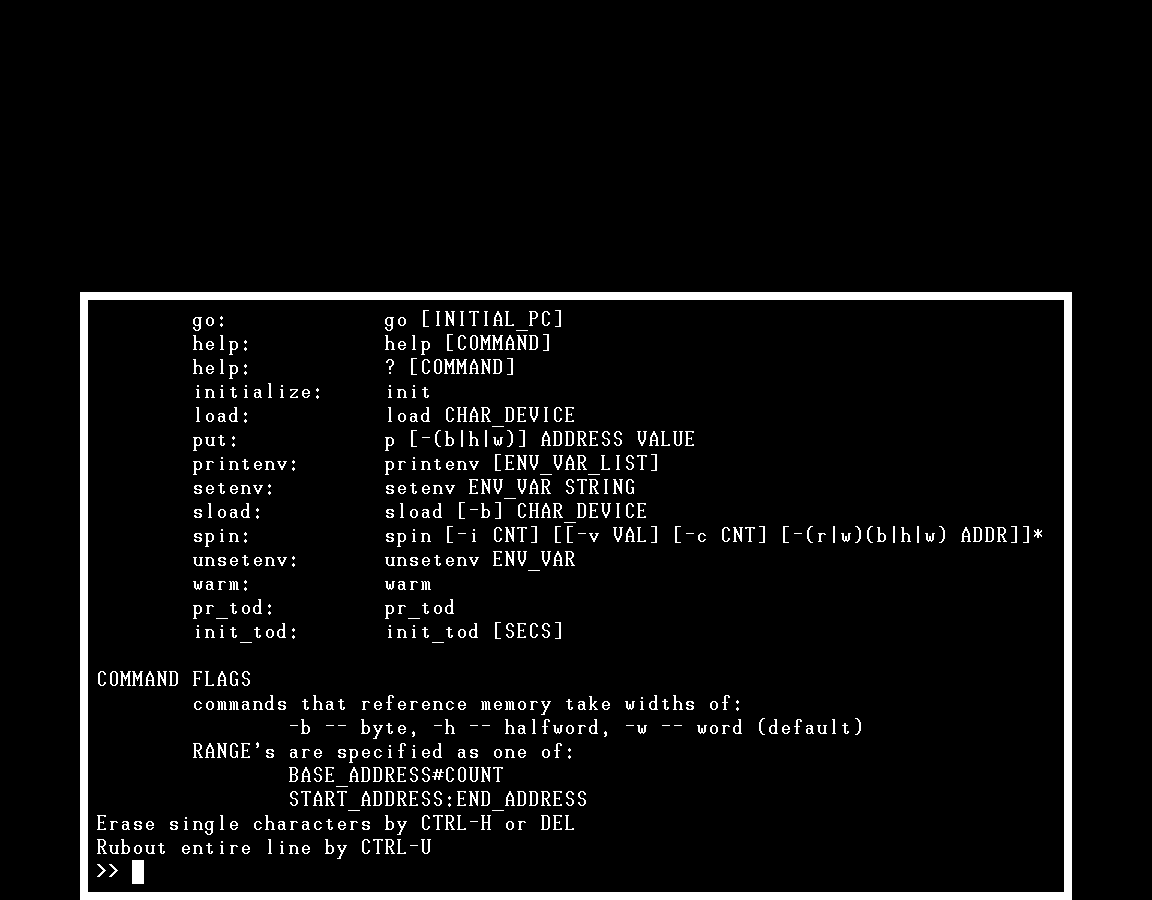 go: go [INITIAL_PC]
help: help [COMMAND]
help: ? [COMMAND]
initialize: init
load: load CHAR_DEVICE
put: p [-(b|h|w)] ADDRESS VALUE
printenv: printenv [ENV_VAR_LIST]
setenv: setenv ENV_VAR STRING
sload: sload [-b] CHAR_DEVICE
spin: spin [-i CNT] [[-v VAL] [-c CNT] [-(r|w)(b|h|w) ADDR]]*
unsetenv: unsetenv ENV_VAR
warm: warm
pr_tod: pr_tod
init_tod: init_tod [SECS]
COMMAND FLAGS
commands that reference memory take widths of:
-b -- byte, -h -- halfword, -w -- word (default)
RANGE's are specified as one of:
BASE_ADDRESS#COUNT
START_ADDRESS:END_ADDRESS
Erase single characters by CTRL-H or DEL
Rubout entire line by CTRL-U
>>